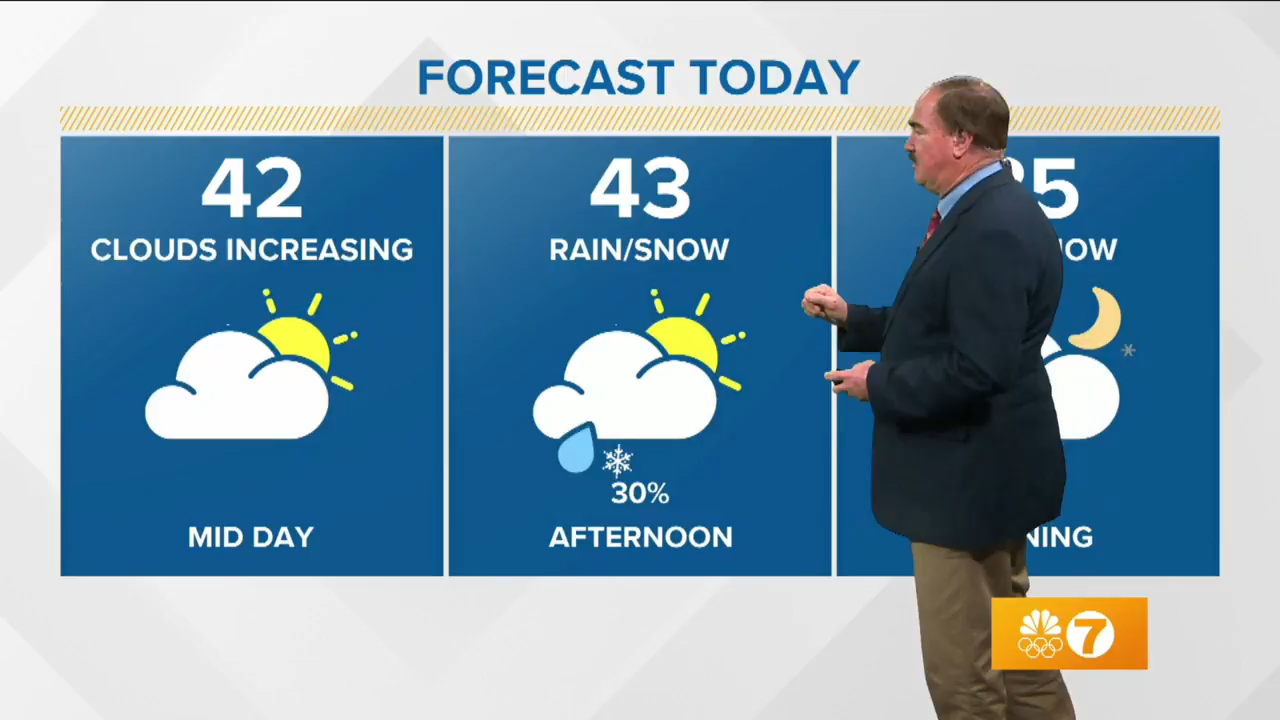 FORECAST TODAY
42
CLOUDS INCREASING
MID DAY
43
RAIN/SNOW
30%
AFTERNOON
7